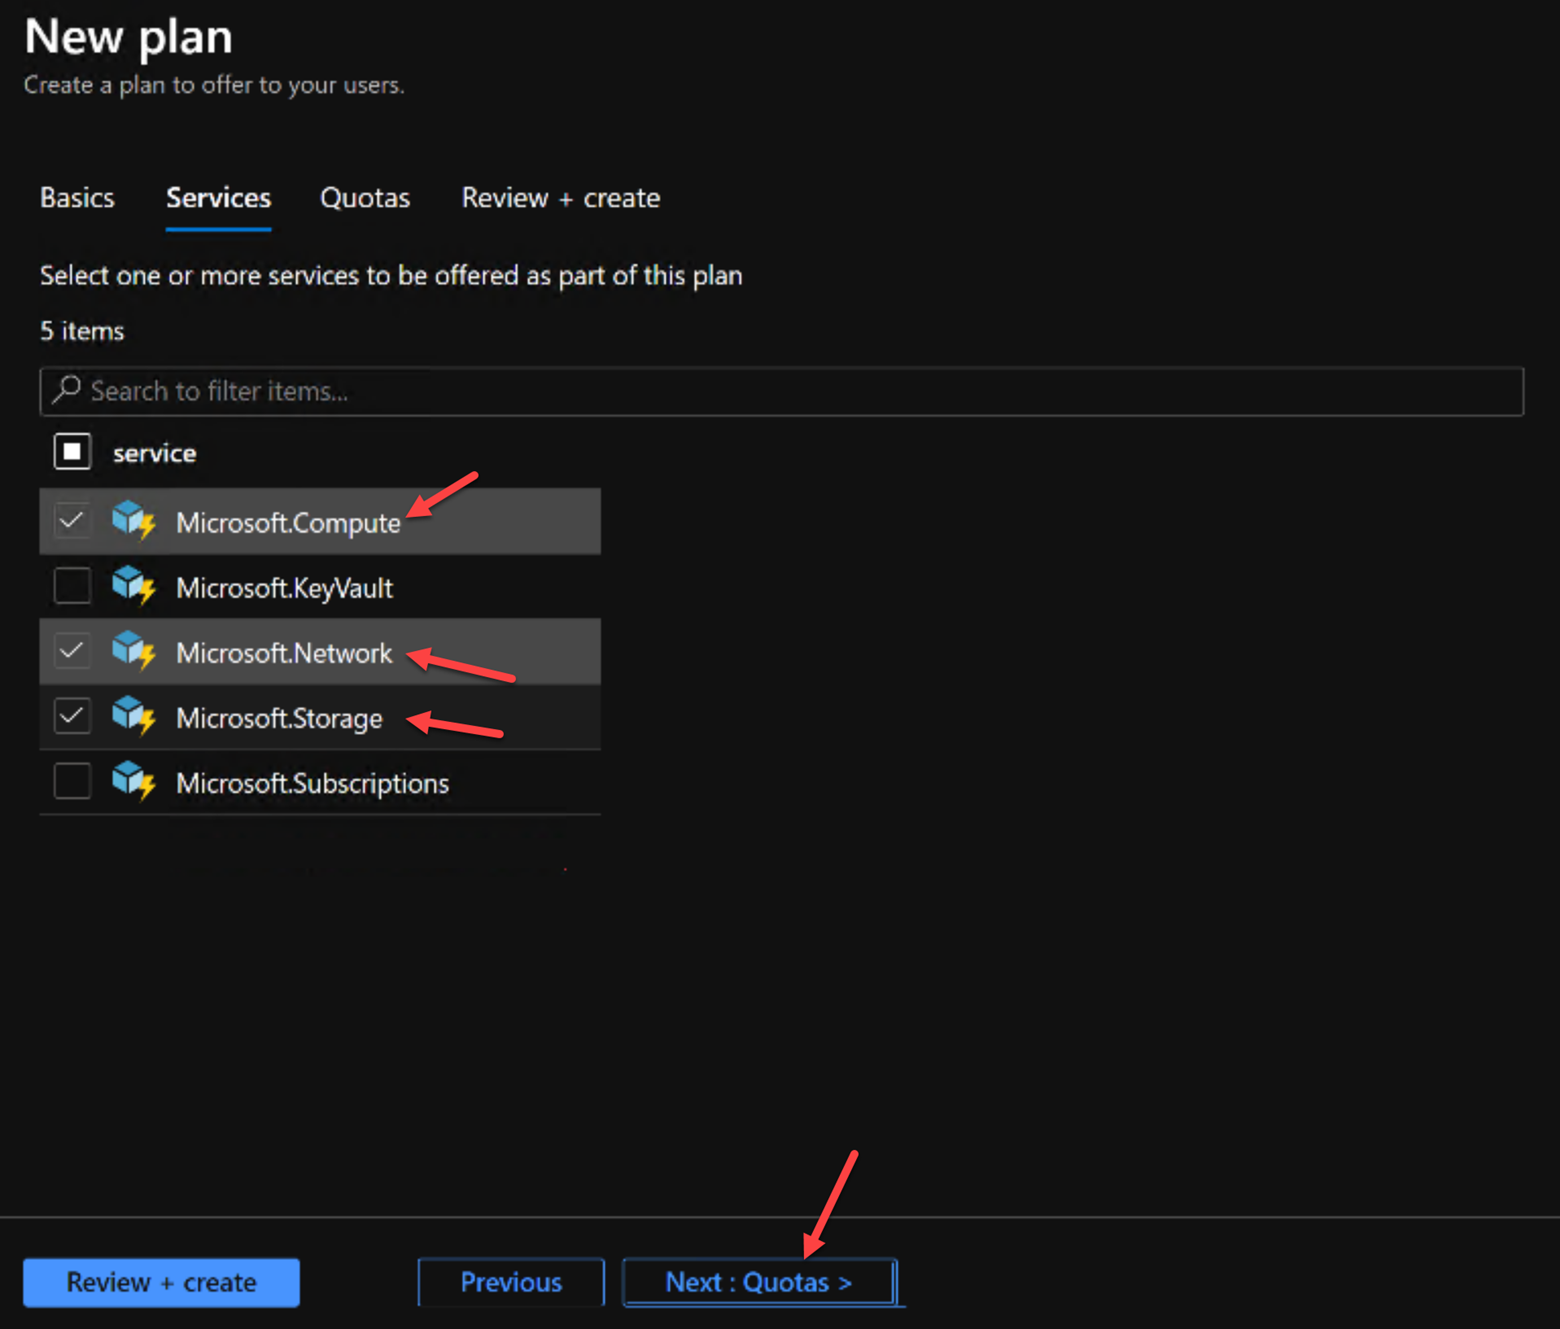 New plan
Create a plan to offer to your users.
Basics Services Quotas Review + create
Select one or more services to be offered as part of this plan
5 items
Search to filter items...
service
Microsoft.Compute
Microsoft.KeyVault
Microsoft.Network
Microsoft.Storage
Microsoft.Subscriptions
Review + create Previous Next : Quotas >